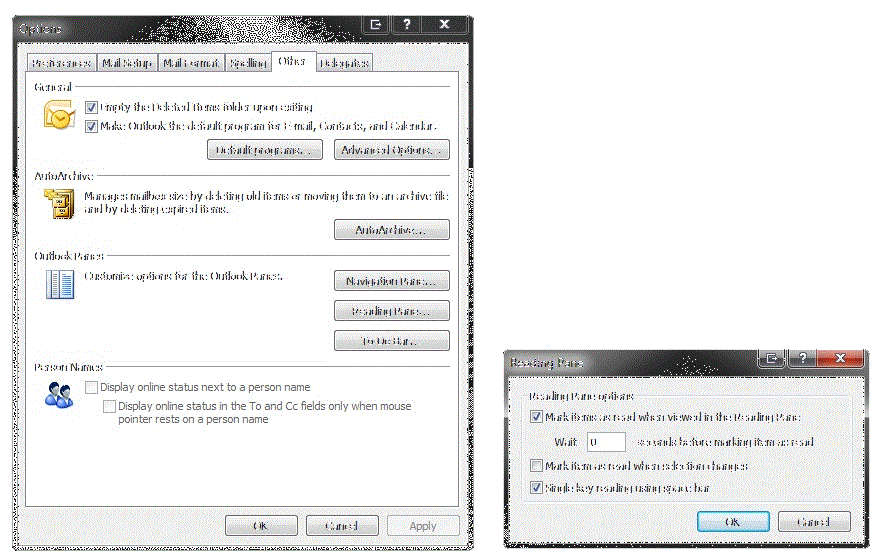 Options
Preferences Mail Setup Mail Format Spelling Other Delegates
General
Empty the Deleted Items folder upon exiting
Make Outlook the default program for E-mail, Contacts, and Calendar.
Default programs... Advanced Options...
AutoArchive
Manages mailbox size by deleting old items or moving them to an archive file
and by deleting expired items.
AutoArchive...
Outlook Panes
Customize options for the Outlook Panes.
Navigation Pane...
Reading Pane...
To-Do Bar...
Person Names
Display online status next to a person name
Display online status in the To and Cc fields only when mouse
pointer rests on a person name
OK Cancel Apply
Reading Pane
Reading Pane options
Mark items as read when viewed in the Reading Pane
Wait 0 seconds before marking item as read
Mark item as read when selection changes
Single key reading using space bar
OK Cancel